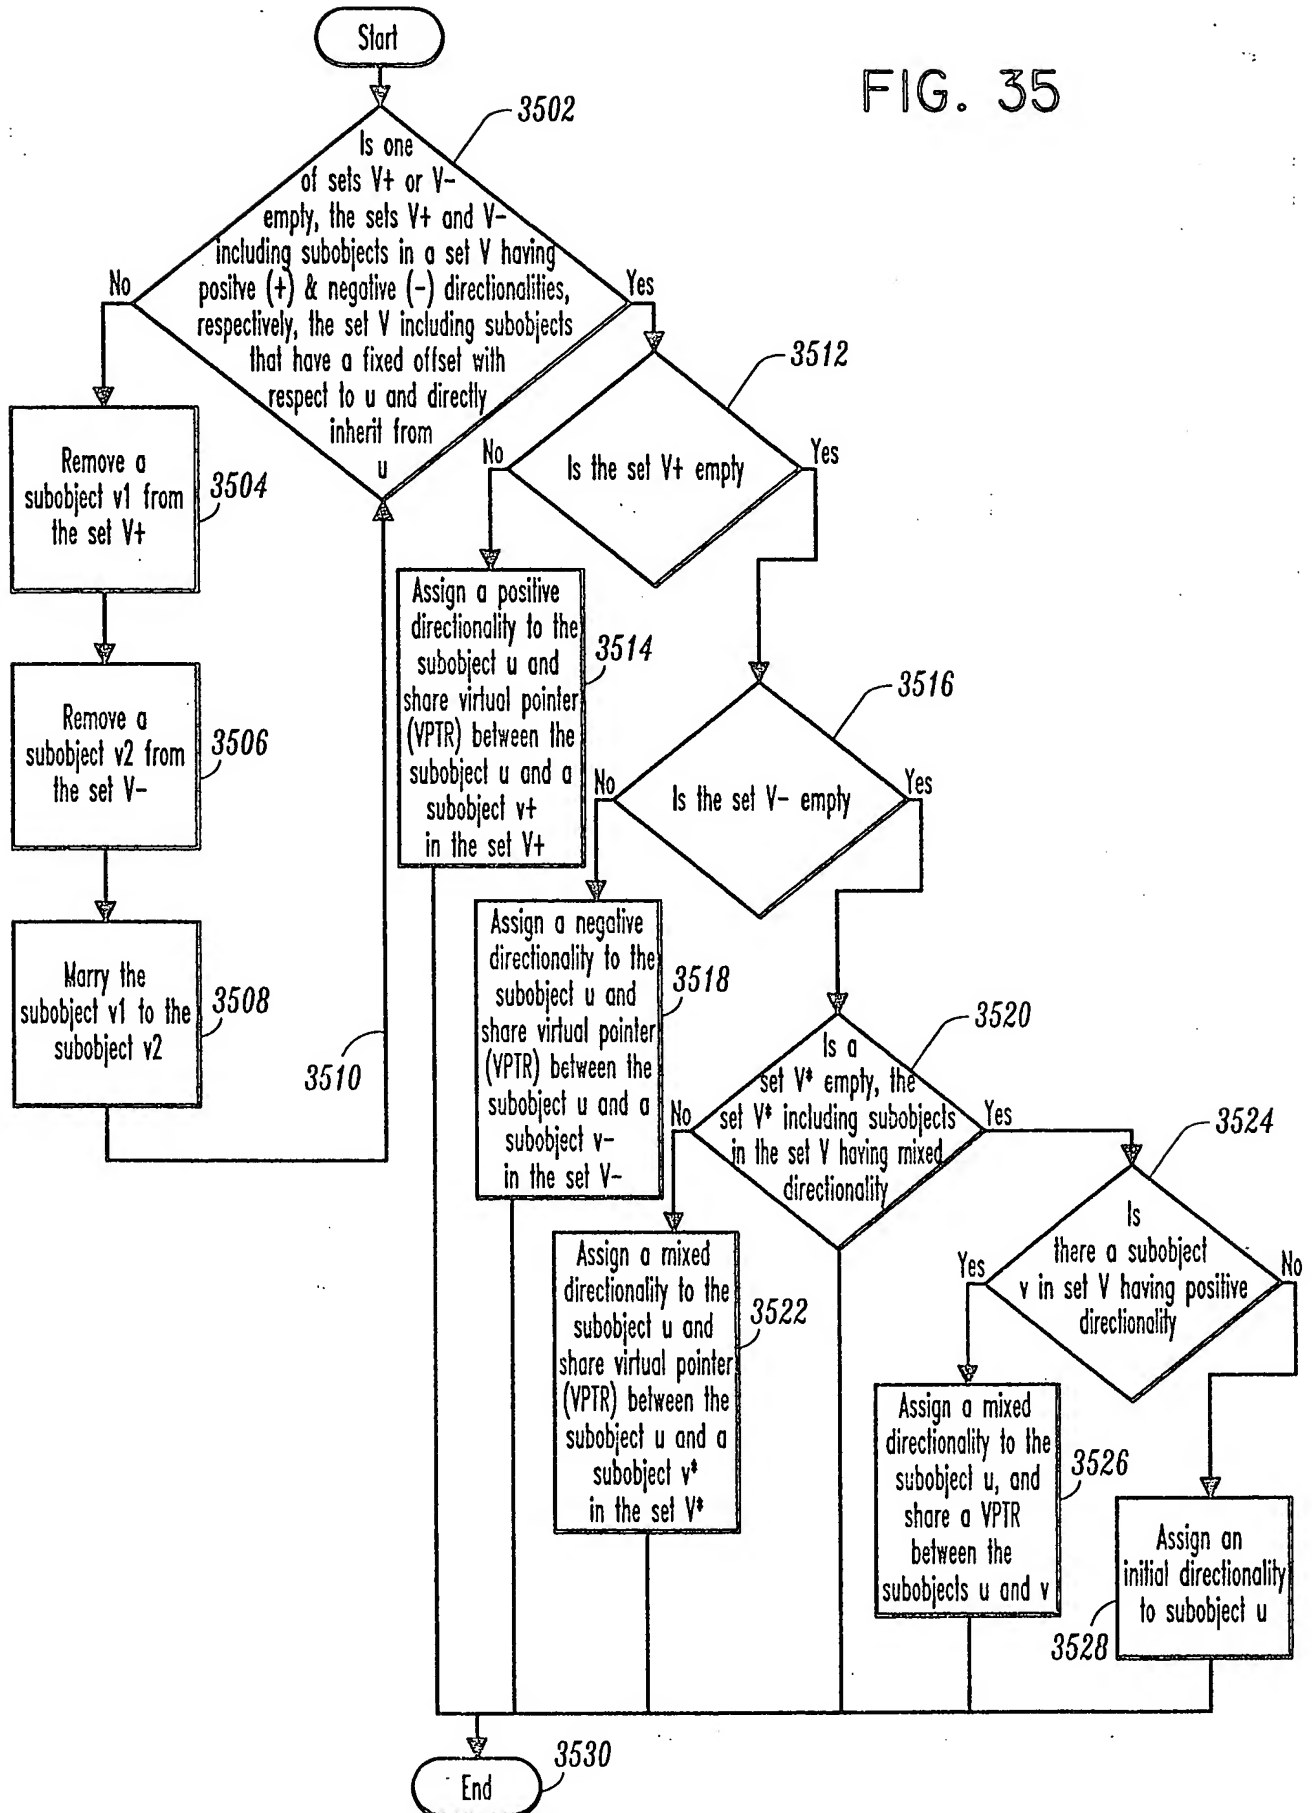 Start
FIG. 35
3502
Is one
of sets V+ or V-
empty, the sets V+ and V-
including subobjects in a set V having
positve (+) & negative (-) directionalities,
respectively, the set V including subobjects
that have a fixed offset with
respect to u and directly
inherit from
u
No
Yes
3504
Remove a
subobject v1 from
the set V+
3506
Remove a
subobject v2 from
the set V-
3508
Marry the
subobject v1 to the
subobject v2
3510
3512
Is the set V+ empty
No
Yes
3514
Assign a positive
directionality to the
subobject u and
share virtual pointer
(VPTR) between the
subobject u and a
subobject v+
in the set V+
3516
Is the set V- empty
No
Yes
3518
Assign a negative
directionality to the
subobject u and
share virtual pointer
(VPTR) between the
subobject u and a
subobject v-
in the set V-
3520
Is a
set V* empty, the
set V* including subobjects
in the set V having mixed
directionality
No
Yes
3522
Assign a mixed
directionality to the
subobject u and
share virtual pointer
(VPTR) between the
subobject u and a
subobject v*
in the set V*
3524
Is
there a subobject
v in set V having positive
directionality
Yes
No
3526
Assign a mixed
directionality to the
subobject u, and
share a VPTR
between the
subobjects u and v
Assign an
initial directionality
to subobject u
3528
3530
End